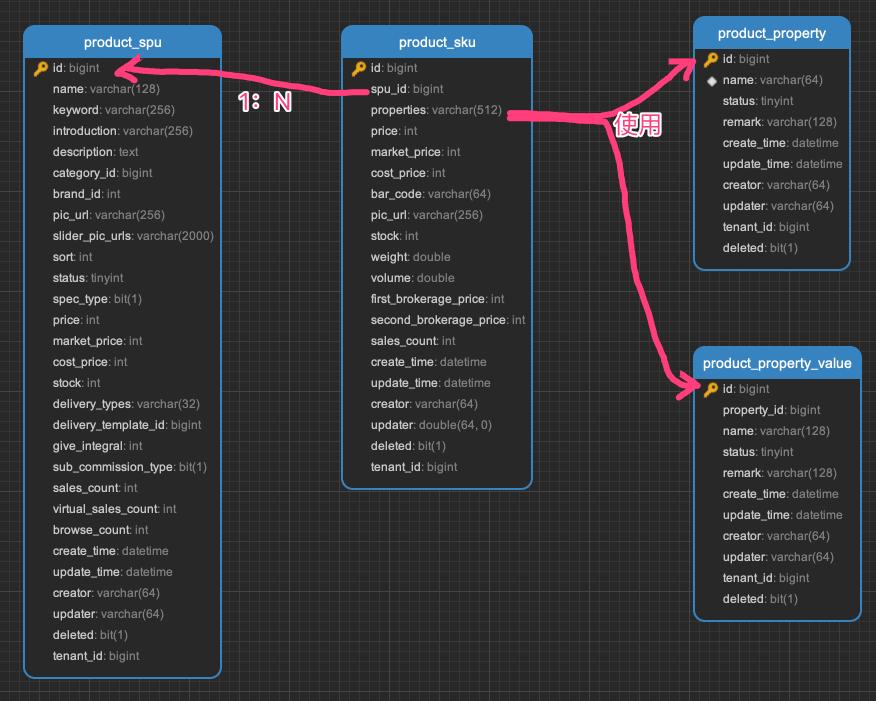 product_spu
id: bigint
name: varchar(128)
keyword: varchar(256)
introduction: varchar(256)
description: text
category_id: bigint
brand_id: int
pic_url: varchar(256)
slider_pic_urls: varchar(2000)
sort: int
status: tinyint
spec_type: bit(1)
price: int
market_price: int
cost_price: int
stock: int
delivery_types: varchar(32)
delivery_template_id: bigint
give_integral: int
sub_commission_type: bit(1)
sales_count: int
virtual_sales_count: int
browse_count: int
create_time: datetime
update_time: datetime
creator: varchar(64)
updater: varchar(64)
deleted: bit(1)
tenant_id: bigint
1：N
product_sku
id: bigint
spu_id: bigint
properties: varchar(512)
price: int
market_price: int
cost_price: int
bar_code: varchar(64)
pic_url: varchar(256)
stock: int
weight: double
volume: double
first_brokerage_price: int
second_brokerage_price: int
sales_count: int
create_time: datetime
update_time: datetime
creator: varchar(64)
updater: double(64, 0)
deleted: bit(1)
tenant_id: bigint
使用
product_property
id: bigint
name: varchar(64)
status: tinyint
remark: varchar(128)
create_time: datetime
update_time: datetime
creator: varchar(64)
updater: varchar(64)
tenant_id: bigint
deleted: bit(1)
product_property_value
id: bigint
property_id: bigint
name: varchar(128)
status: tinyint
remark: varchar(128)
create_time: datetime
update_time: datetime
creator: varchar(64)
updater: varchar(64)
tenant_id: bigint
deleted: bit(1)